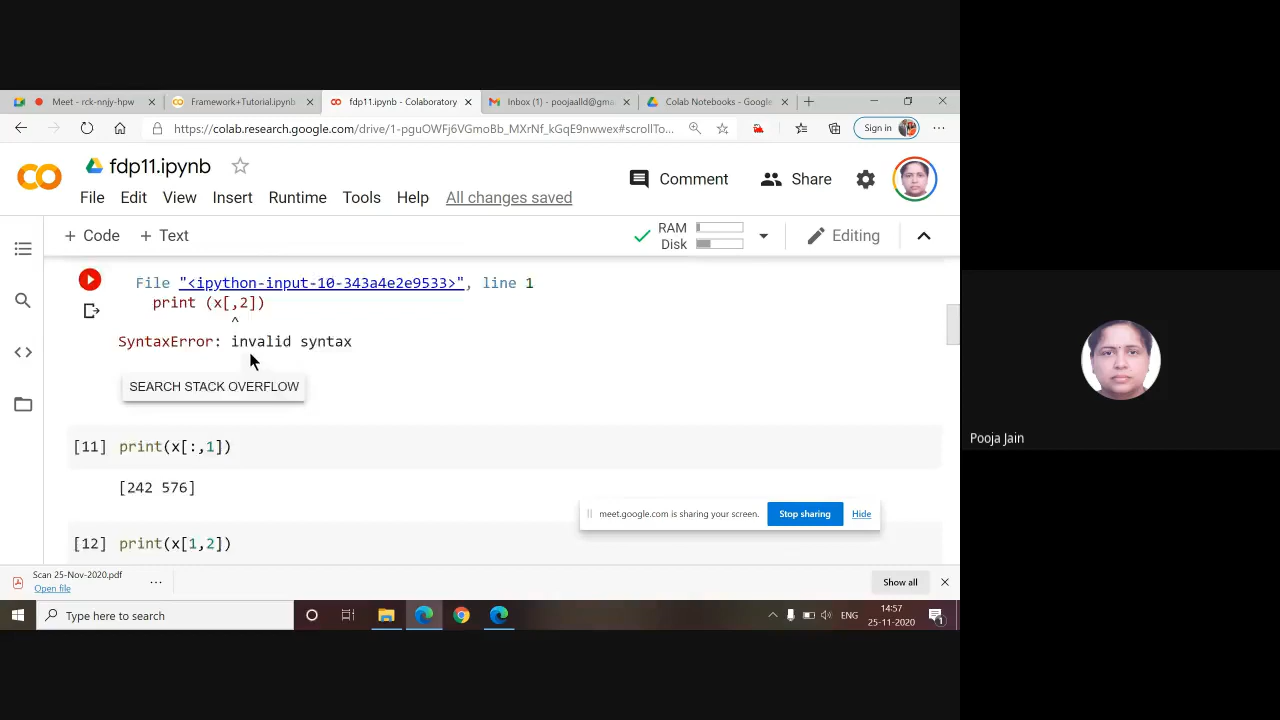 Meet - rck-nnjy-hpw
Framework+Tutorial.ipynb
fdp11.ipynb - Colaboratory
Inbox (1) - poojaalld@gma
Colab Notebooks - Google
https://colab.research.google.com/drive/1-pguOWFj6VGmoBb_MXrNf_kGqE9nwwex#scrollTo...
Sign in
CO
fdp11.ipynb
Comment
Share
File Edit View Insert Runtime Tools Help All changes saved
+ Code + Text
RAM
Disk
Editing
File "<ipython-input-10-343a4e2e9533>", line 1
print (x[,2])
^
SyntaxError: invalid syntax
SEARCH STACK OVERFLOW
[11] print(x[:,1])
[242 576]
meet.google.com is sharing your screen. Stop sharing Hide
[12] print(x[1,2])
Scan 25-Nov-2020.pdf
Open file
Show all
Type here to search
ENG
14:57
25-11-2020
1
Pooja Jain